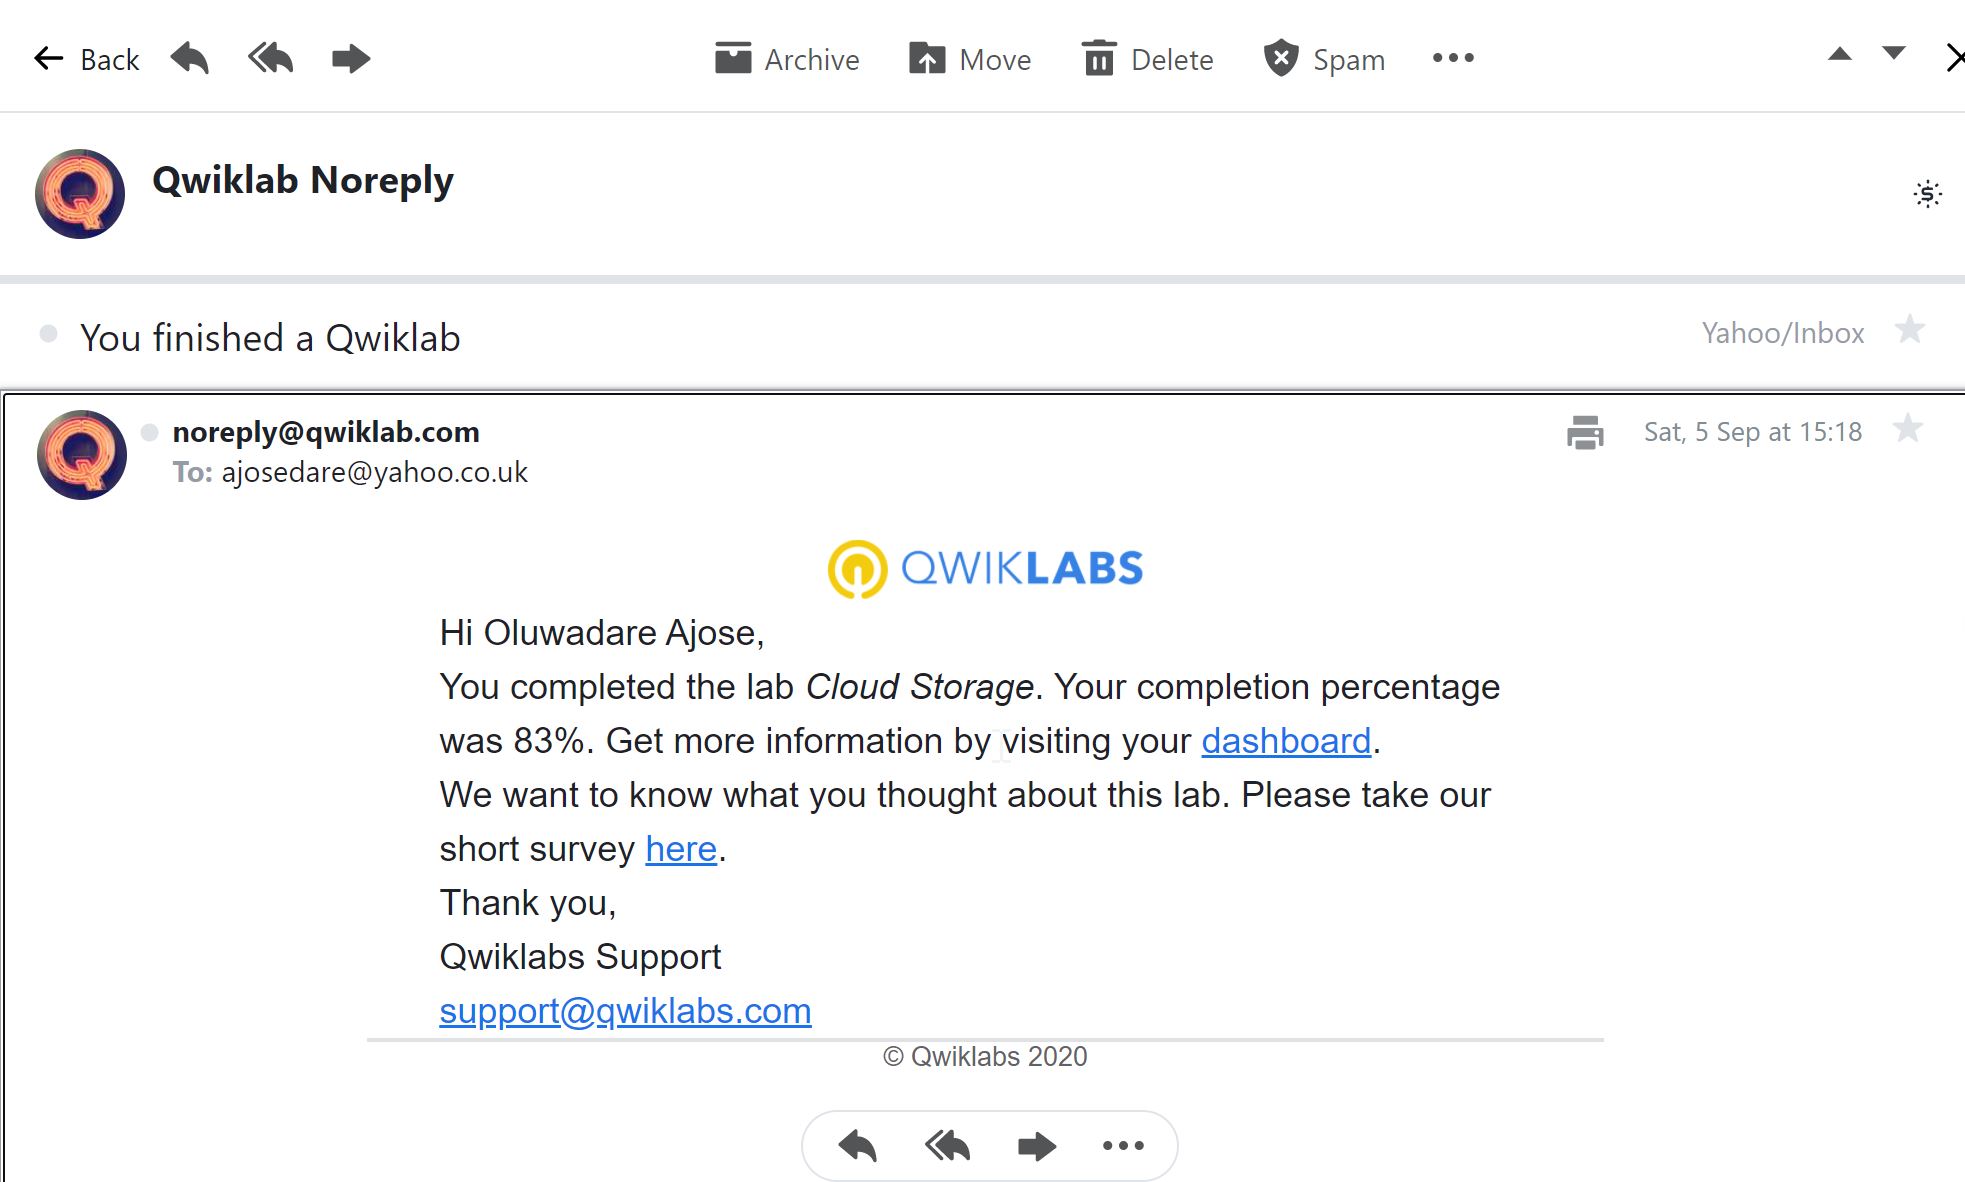 Back Archive Move Delete Spam
Qwiklab Noreply
You finished a Qwiklab Yahoo/Inbox
noreply@qwiklab.com Sat, 5 Sep at 15:18
To: ajosedare@yahoo.co.uk
QWIKLABS
Hi Oluwadare Ajose,
You completed the lab Cloud Storage. Your completion percentage
was 83%. Get more information by visiting your dashboard.
We want to know what you thought about this lab. Please take our
short survey here.
Thank you,
Qwiklabs Support
support@qwiklabs.com
© Qwiklabs 2020